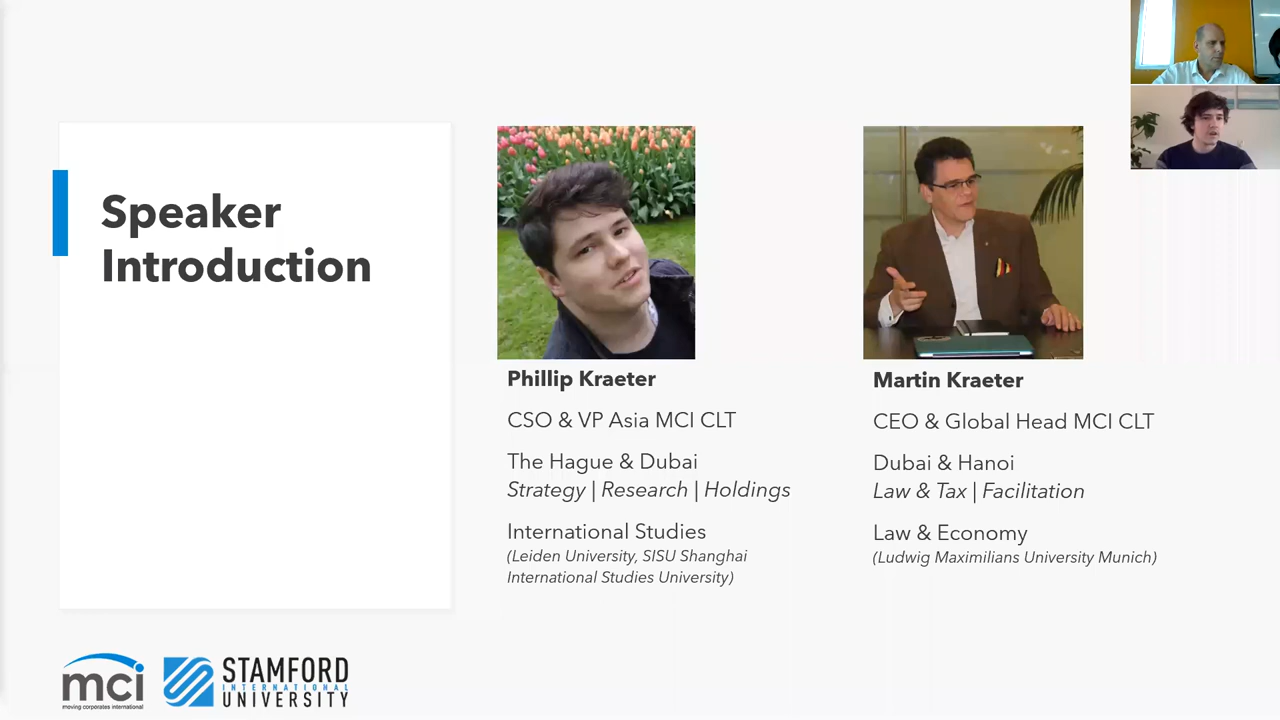 Speaker
Introduction
Phillip Kraeter
CSO & VP Asia MCI CLT
The Hague & Dubai
Strategy | Research | Holdings
International Studies
(Leiden University, SISU Shanghai
International Studies University)
Martin Kraeter
CEO & Global Head MCI CLT
Dubai & Hanoi
Law & Tax | Facilitation
Law & Economy
(Ludwig Maximilians University Munich)
mci
moving corporates international
STAMFORD
INTERNATIONAL
UNIVERSITY